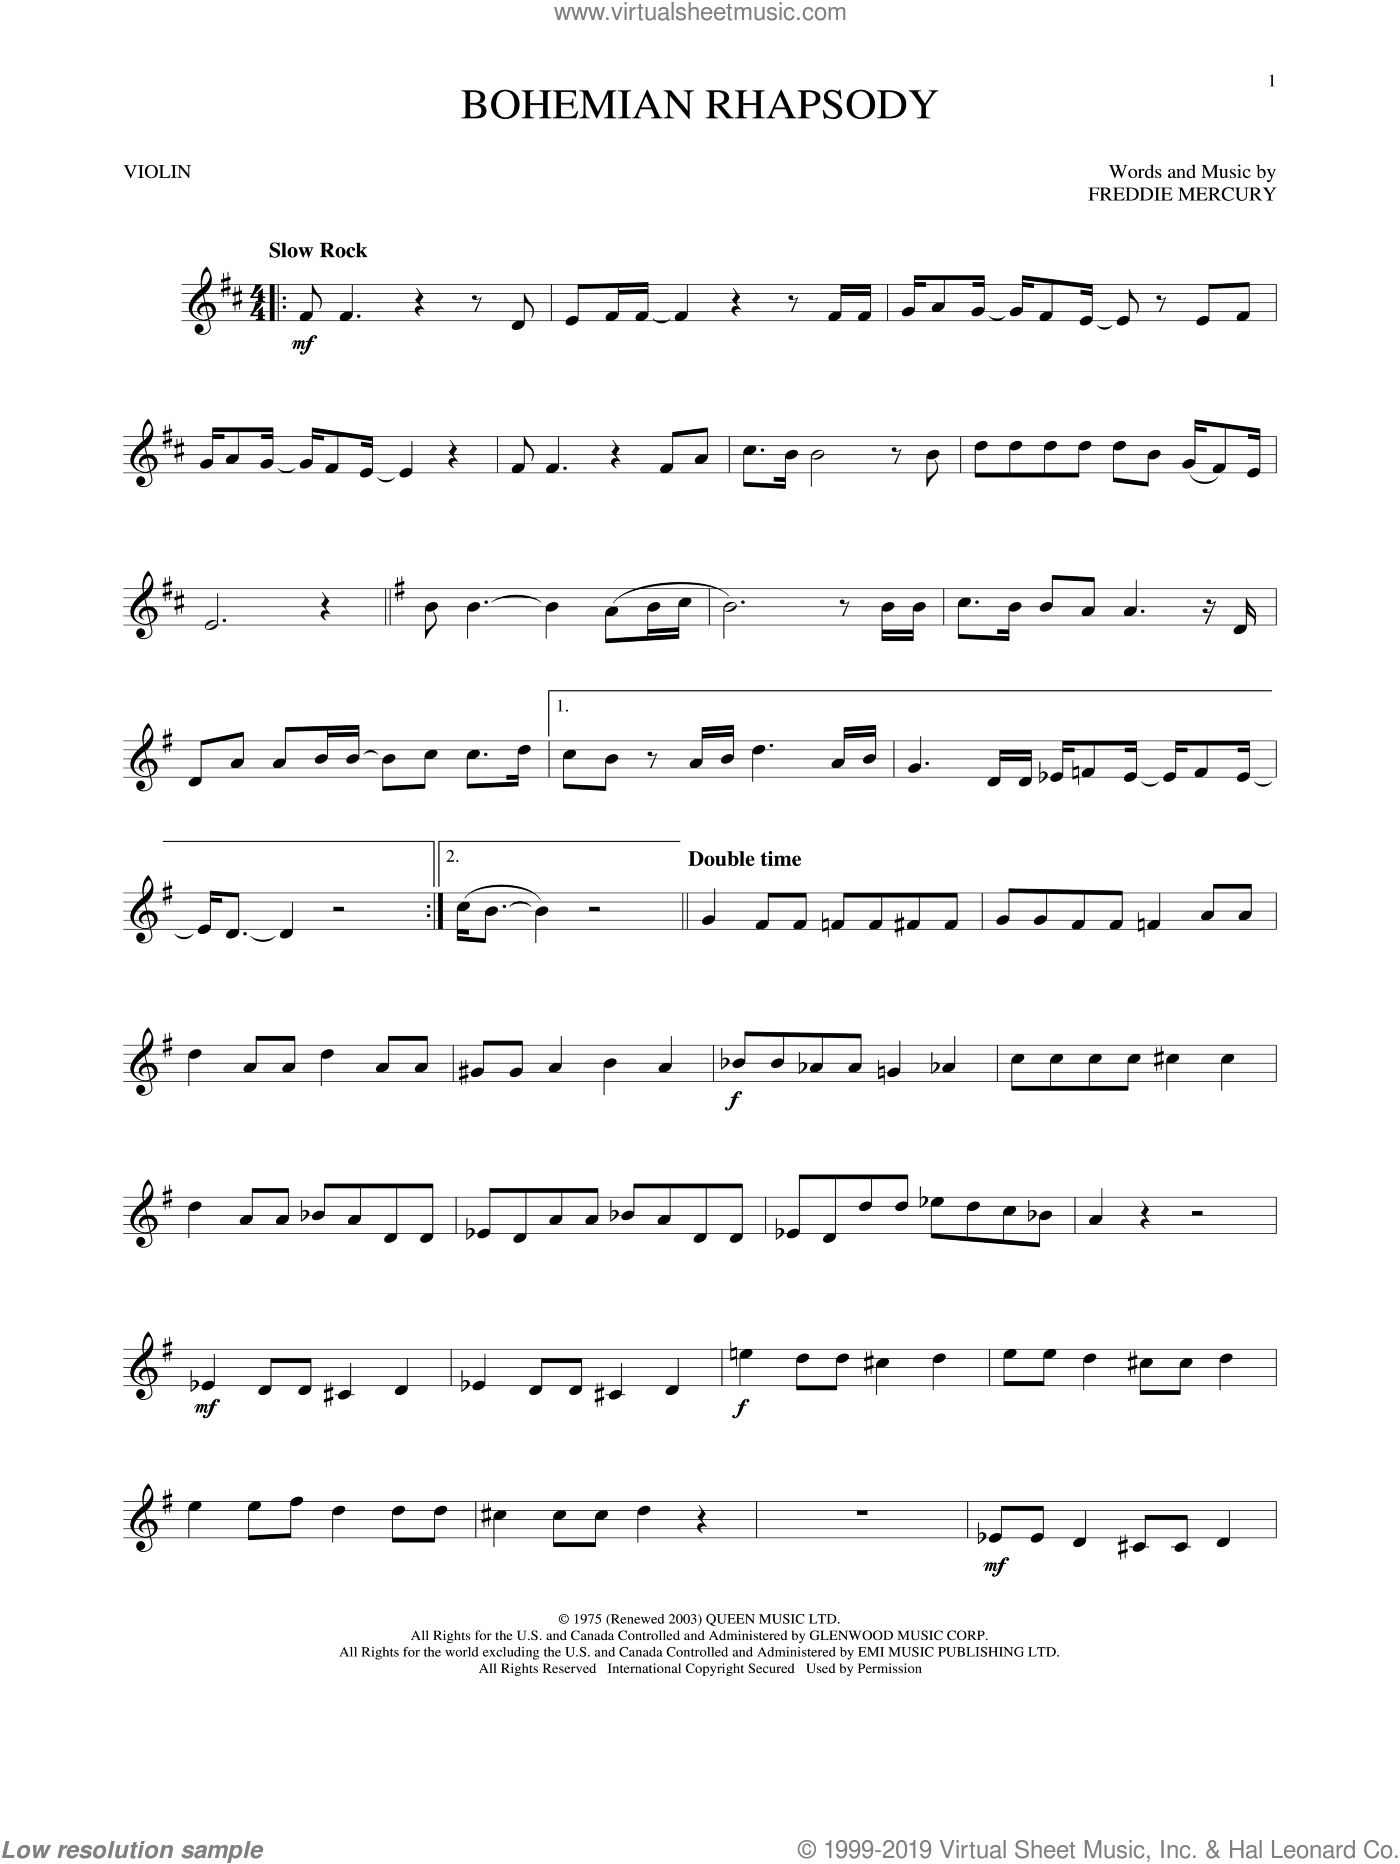 www.virtualsheetmusic.com
1
BOHEMIAN RHAPSODY
VIOLIN
Words and Music by
FREDDIE MERCURY
Slow Rock
4
4
mf
1.
2.
Double time
f
mf
f
mf
© 1975 (Renewed 2003) QUEEN MUSIC LTD.
All Rights for the U.S. and Canada Controlled and Administered by GLENWOOD MUSIC CORP.
All Rights for the world excluding the U.S. and Canada Controlled and Administered by EMI MUSIC PUBLISHING LTD.
All Rights Reserved International Copyright Secured Used by Permission
Low resolution sample
© 1999-2019 Virtual Sheet Music, Inc. & Hal Leonard Co.